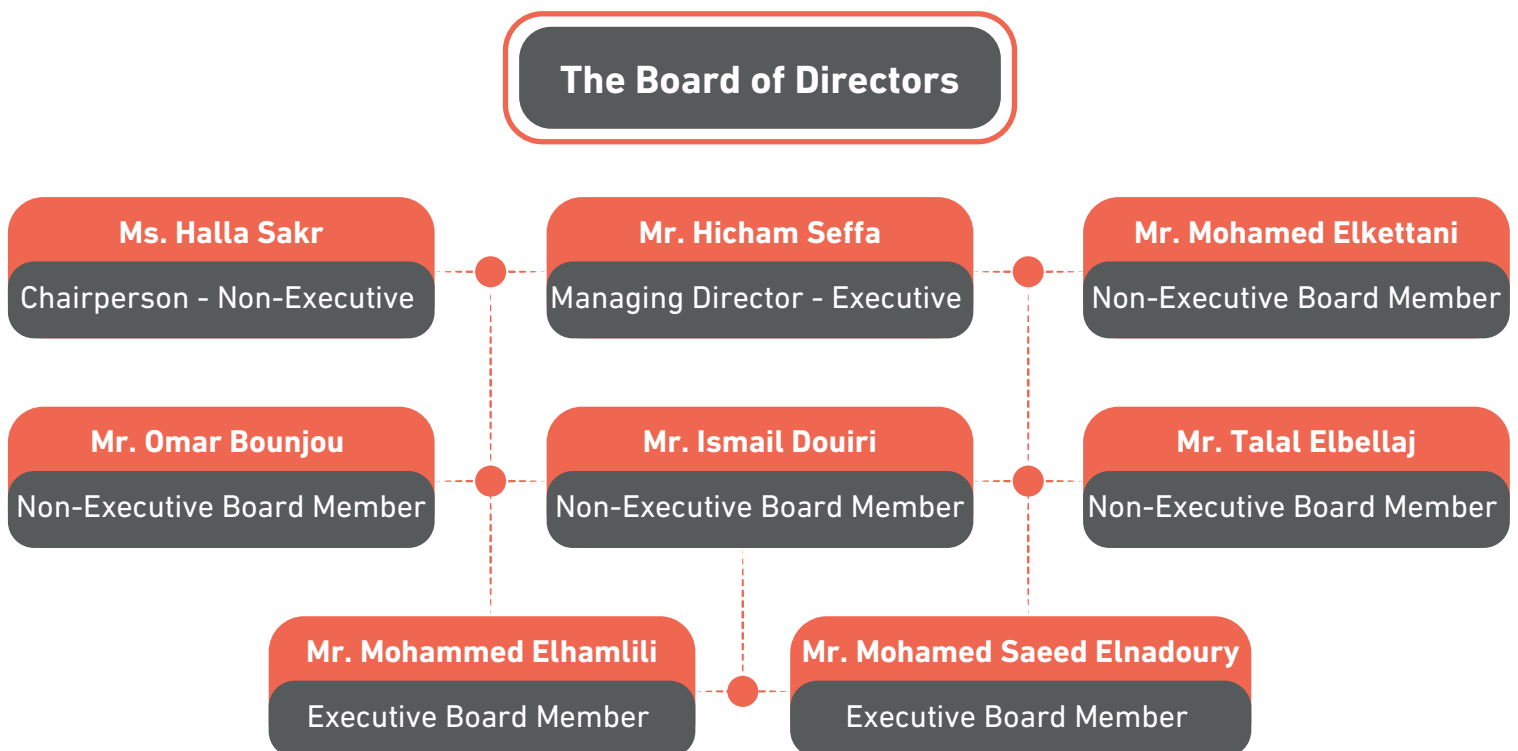 The Board of Directors
Ms. Halla Sakr
Chairperson - Non-Executive
Mr. Hicham Seffa
Managing Director - Executive
Mr. Mohamed Elkettani
Non-Executive Board Member
Mr. Omar Bounjou
Non-Executive Board Member
Mr. Ismail Douiri
Non-Executive Board Member
Mr. Talal Elbellaj
Non-Executive Board Member
Mr. Mohammed Elhamlili
Executive Board Member
Mr. Mohamed Saeed Elnadoury
Executive Board Member